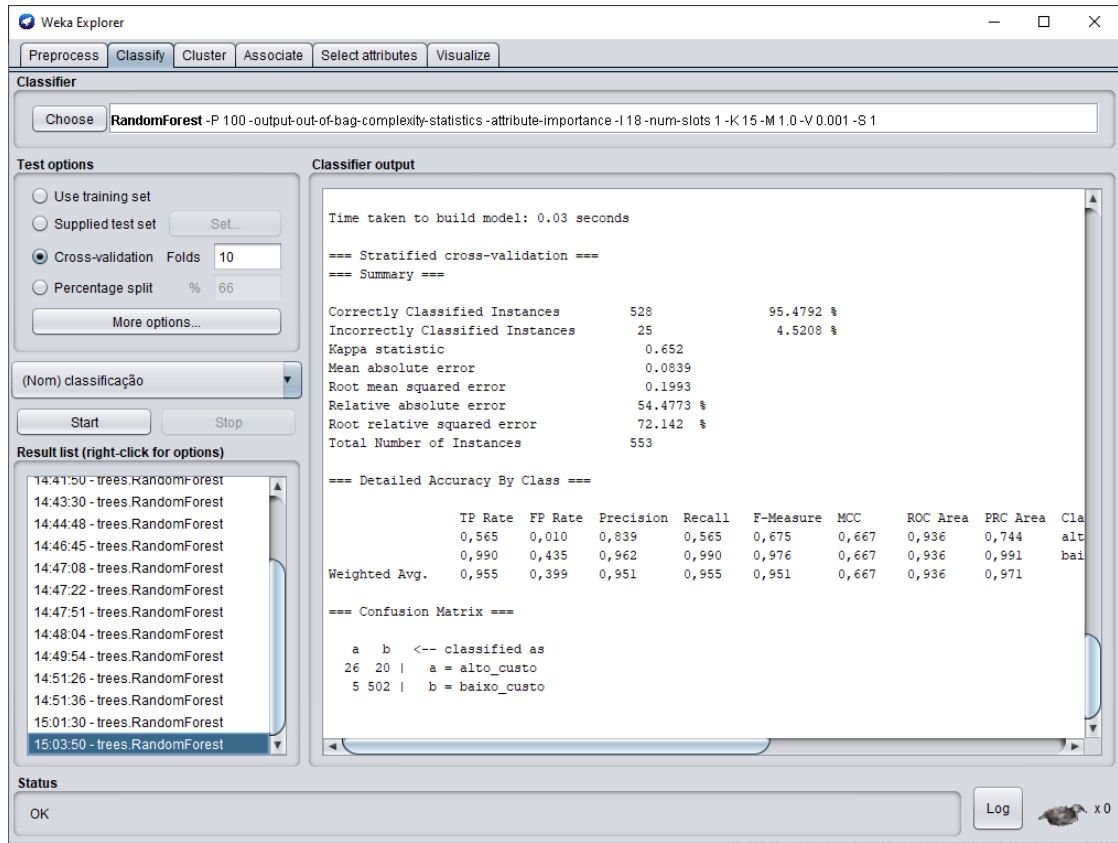 Weka Explorer
Preprocess Classify Cluster Associate Select attributes Visualize
Classifier
Choose RandomForest -P 100 -output-out-of-bag-complexity-statistics -attribute-importance -I 18 -num-slots 1 -K 15 -M 1.0 -V 0.001 -S 1
Test options
Use training set
Supplied test set Set...
Cross-validation Folds 10
Percentage split % 66
More options...
(Nom) classificação
Start Stop
Result list (right-click for options)
14:41:50 - trees.RandomForest
14:43:30 - trees.RandomForest
14:44:48 - trees.RandomForest
14:46:45 - trees.RandomForest
14:47:08 - trees.RandomForest
14:47:22 - trees.RandomForest
14:47:51 - trees.RandomForest
14:48:04 - trees.RandomForest
14:49:54 - trees.RandomForest
14:51:26 - trees.RandomForest
14:51:36 - trees.RandomForest
15:01:30 - trees.RandomForest
15:03:50 - trees.RandomForest
Classifier output
Time taken to build model: 0.03 seconds
=== Stratified cross-validation ===
=== Summary ===
Correctly Classified Instances 528 95.4792 %
Incorrectly Classified Instances 25 4.5208 %
Kappa statistic 0.652
Mean absolute error 0.0839
Root mean squared error 0.1993
Relative absolute error 54.4773 %
Root relative squared error 72.142 %
Total Number of Instances 553
=== Detailed Accuracy By Class ===
TP Rate FP Rate Precision Recall F-Measure MCC ROC Area PRC Area Cla
0,565 0,010 0,839 0,565 0,675 0,667 0,936 0,744 alt
0,990 0,435 0,962 0,990 0,976 0,667 0,936 0,991 bai
Weighted Avg. 0,955 0,399 0,951 0,955 0,951 0,667 0,936 0,971
=== Confusion Matrix ===
a b <-- classified as
26 20 | a = alto_custo
5 502 | b = baixo_custo
Status
OK
Log x 0